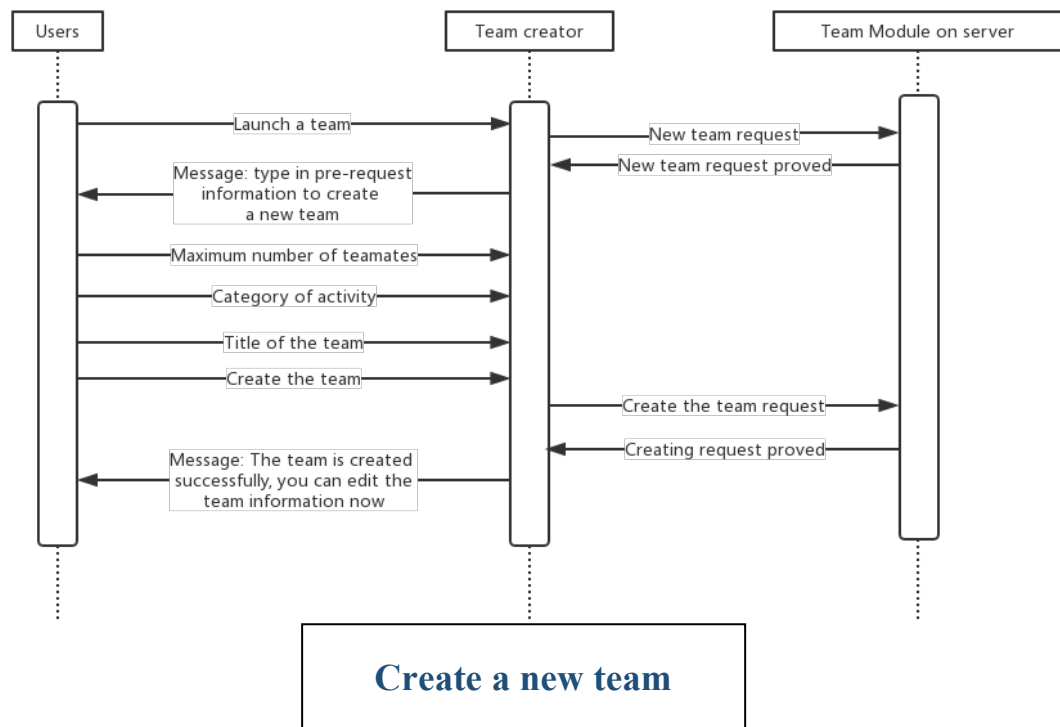 Users
Team creator
Team Module on server
Launch a team
New team request
New team request proved
Message: type in pre-request
information to create
a new team
Maximum number of teamates
Category of activity
Title of the team
Create the team
Create the team request
Creating request proved
Message: The team is created
successfully, you can edit the
team information now
Create a new team